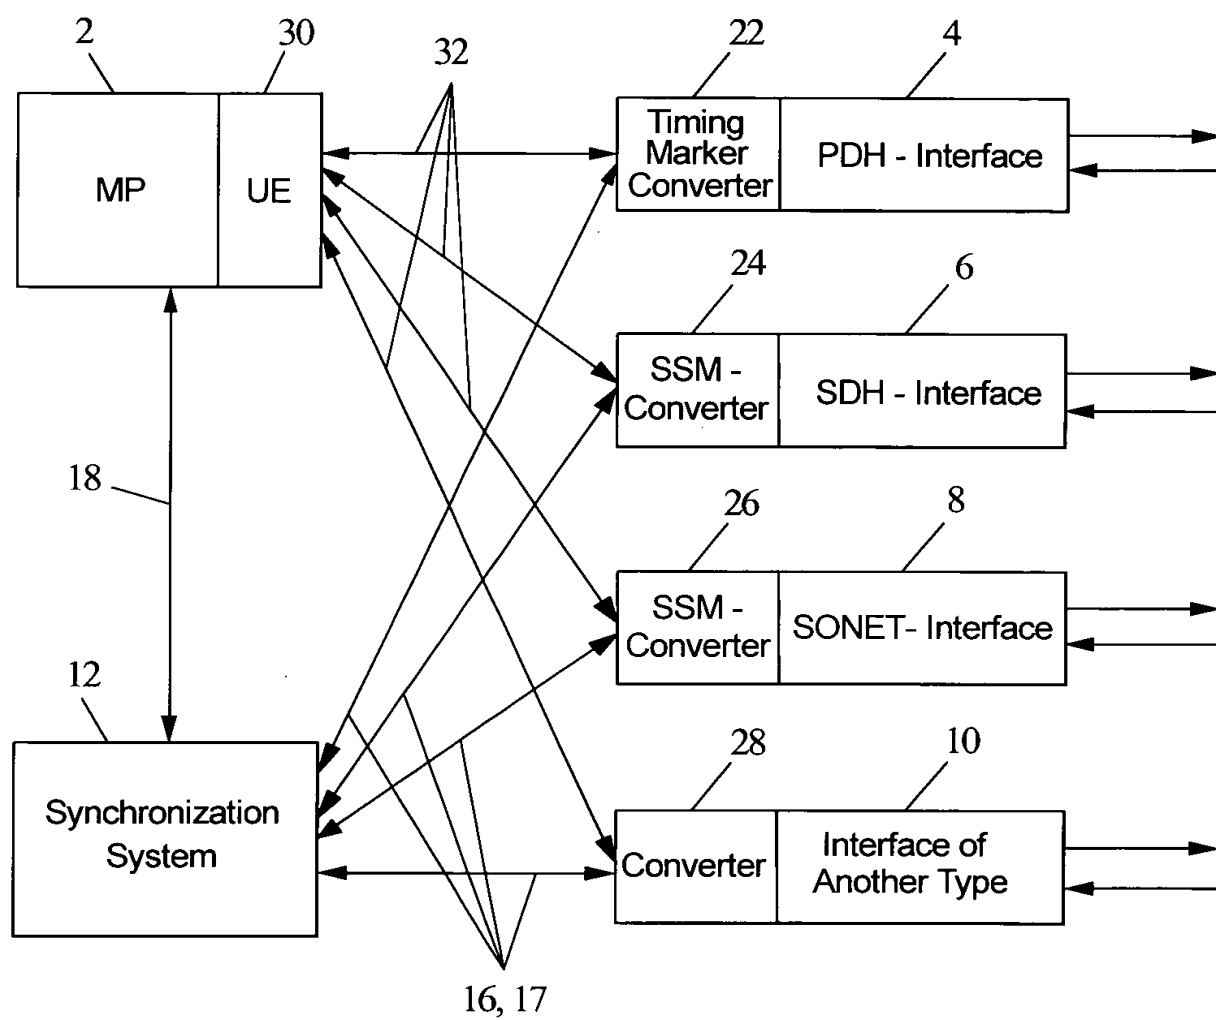 2
30
32
22
4
MP
UE
Timing
Marker
Converter
PDH - Interface
24
6
SSM -
Converter
SDH - Interface
18
26
8
SSM -
Converter
SONET- Interface
12
28
10
Synchronization
System
Converter
Interface of
Another Type
16, 17